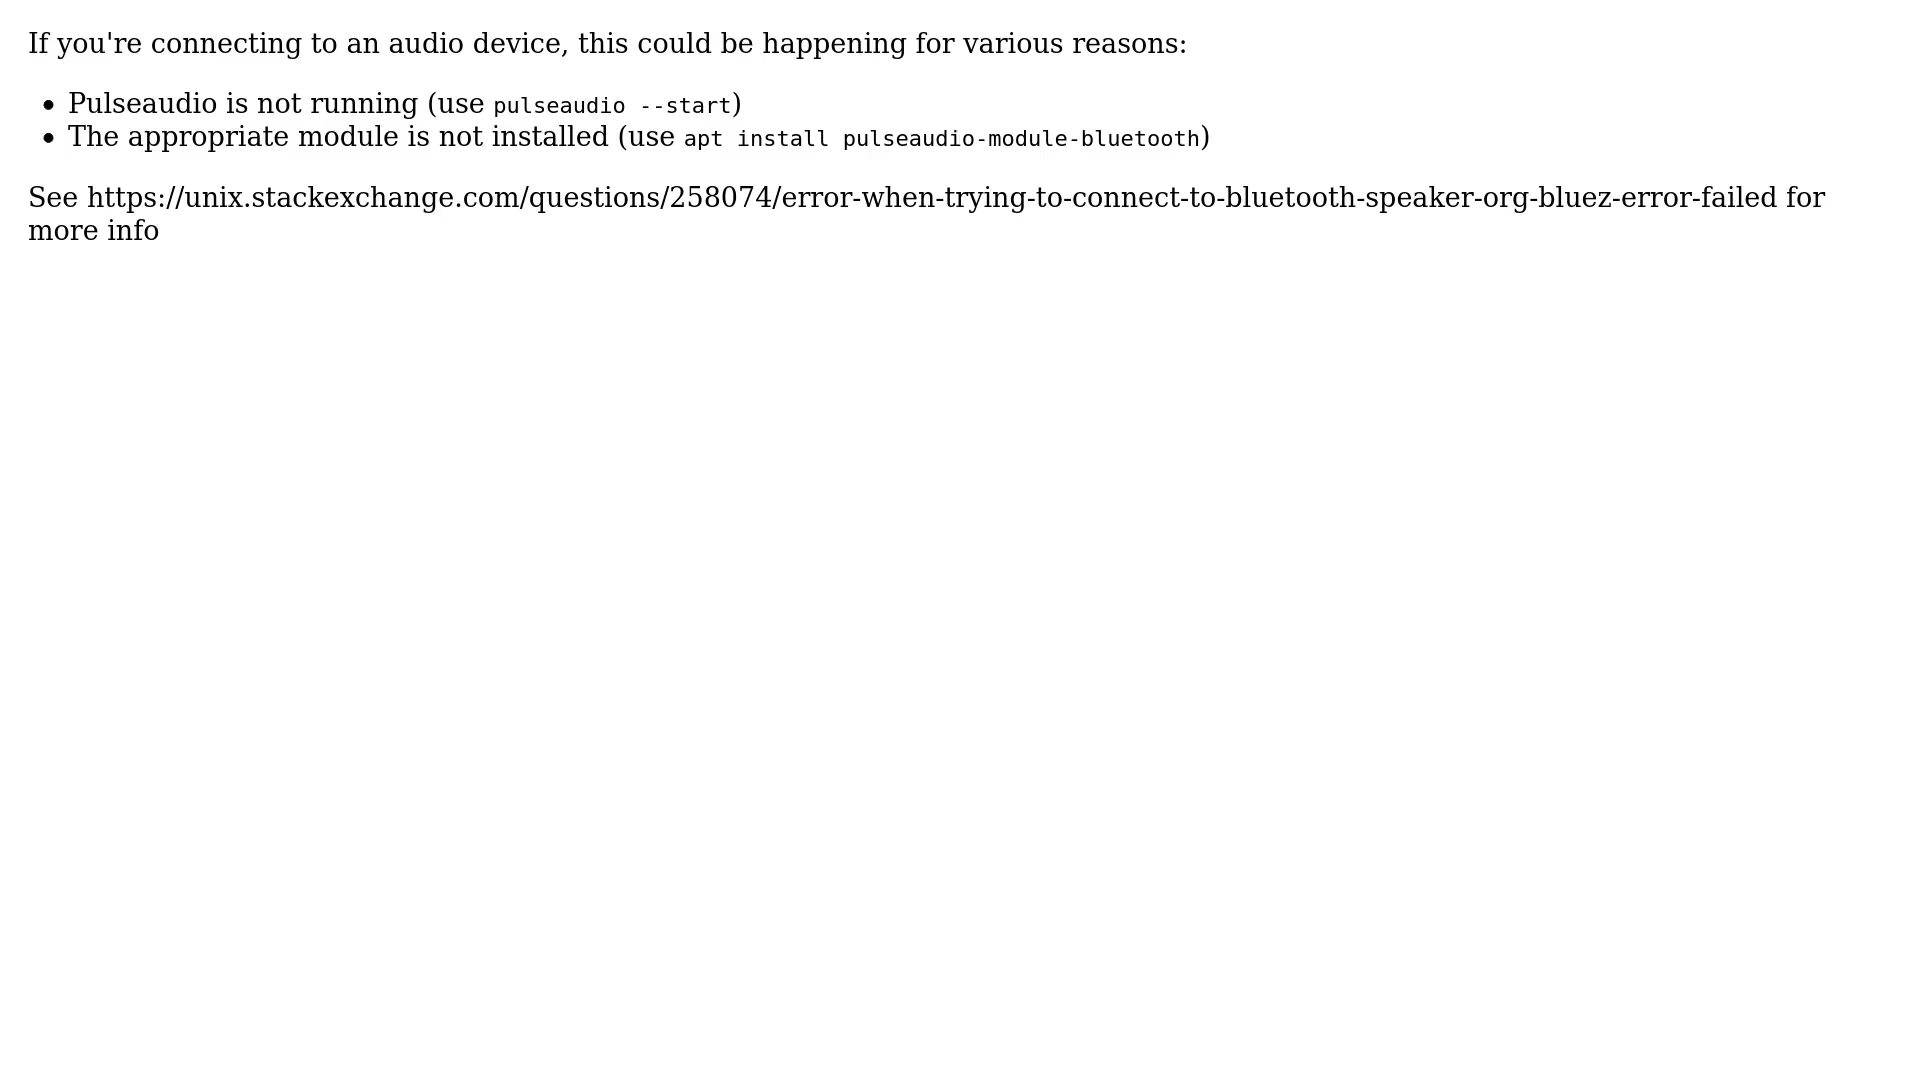 If you're connecting to an audio device, this could be happening for various reasons:
• Pulseaudio is not running (use pulseaudio --start)
• The appropriate module is not installed (use apt install pulseaudio-module-bluetooth)
See https://unix.stackexchange.com/questions/258074/error-when-trying-to-connect-to-bluetooth-speaker-org-bluez-error-failed for
more info